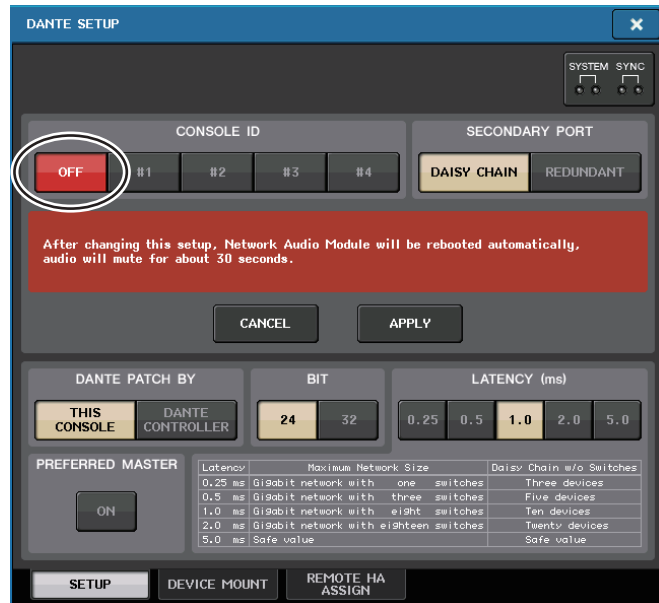 DANTE SETUP
SYSTEM SYNC
CONSOLE ID
SECONDARY PORT
OFF #1 #2 #3 #4 DAISY CHAIN REDUNDANT
After changing this setup, Network Audio Module will be rebooted automatically,
audio will mute for about 30 seconds.
CANCEL APPLY
DANTE PATCH BY
THIS CONSOLE
DANTE CONTROLLER
BIT
24 32
LATENCY (ms)
0.25 0.5 1.0 2.0 5.0
PREFERRED MASTER
ON
Latency Maximum Network Size Daisy Chain w/o Switches
0.25 ms Gigabit network with one switches Three devices
0.5 ms Gigabit network with three switches Five devices
1.0 ms Gigabit network with eight switches Ten devices
2.0 ms Gigabit network with eighteen switches Twenty devices
5.0 ms Safe value Safe value
SETUP DEVICE MOUNT REMOTE HA ASSIGN